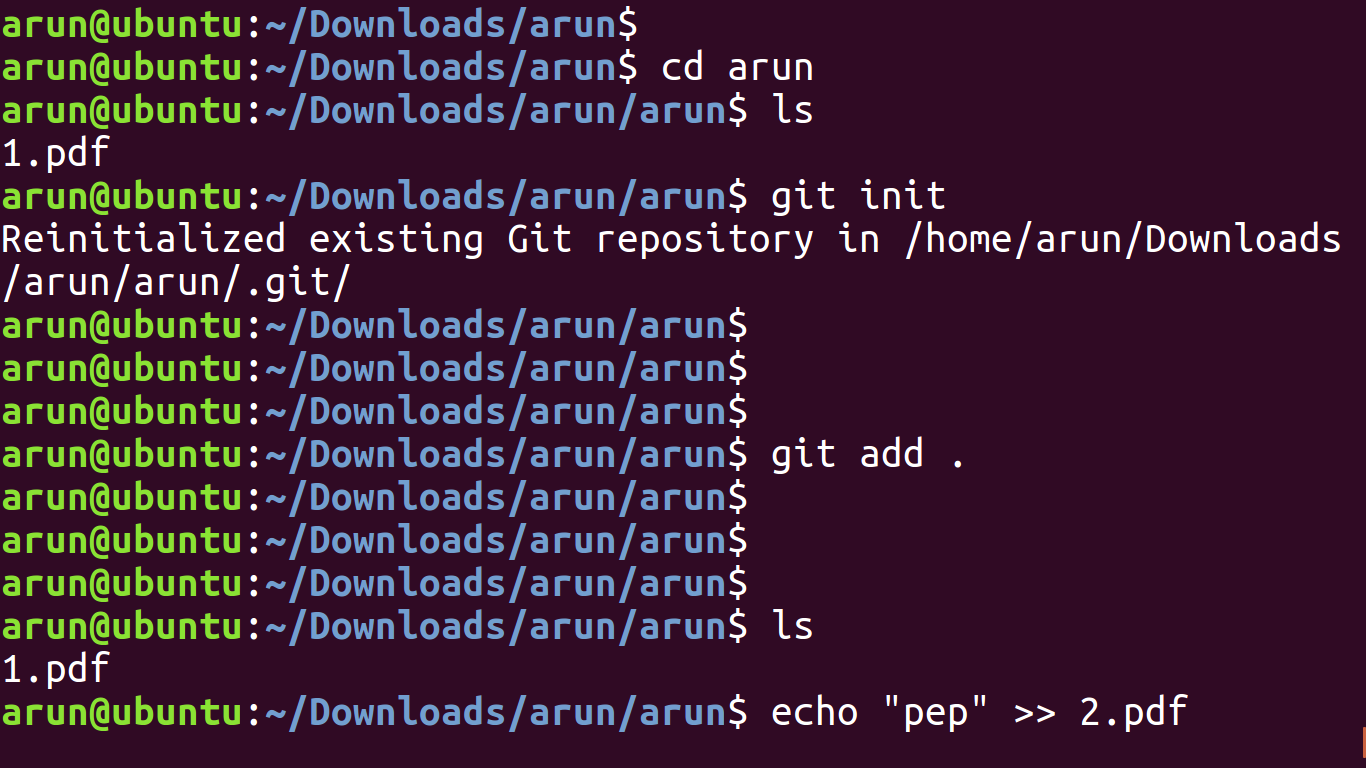 arun@ubuntu:~/Downloads/arun$
arun@ubuntu:~/Downloads/arun$ cd arun
arun@ubuntu:~/Downloads/arun/arun$ ls
1.pdf
arun@ubuntu:~/Downloads/arun/arun$ git init
Reinitialized existing Git repository in /home/arun/Downloads
/arun/arun/.git/
arun@ubuntu:~/Downloads/arun/arun$
arun@ubuntu:~/Downloads/arun/arun$
arun@ubuntu:~/Downloads/arun/arun$
arun@ubuntu:~/Downloads/arun/arun$ git add .
arun@ubuntu:~/Downloads/arun/arun$
arun@ubuntu:~/Downloads/arun/arun$
arun@ubuntu:~/Downloads/arun/arun$
arun@ubuntu:~/Downloads/arun/arun$ ls
1.pdf
arun@ubuntu:~/Downloads/arun/arun$ echo "pep" >> 2.pdf